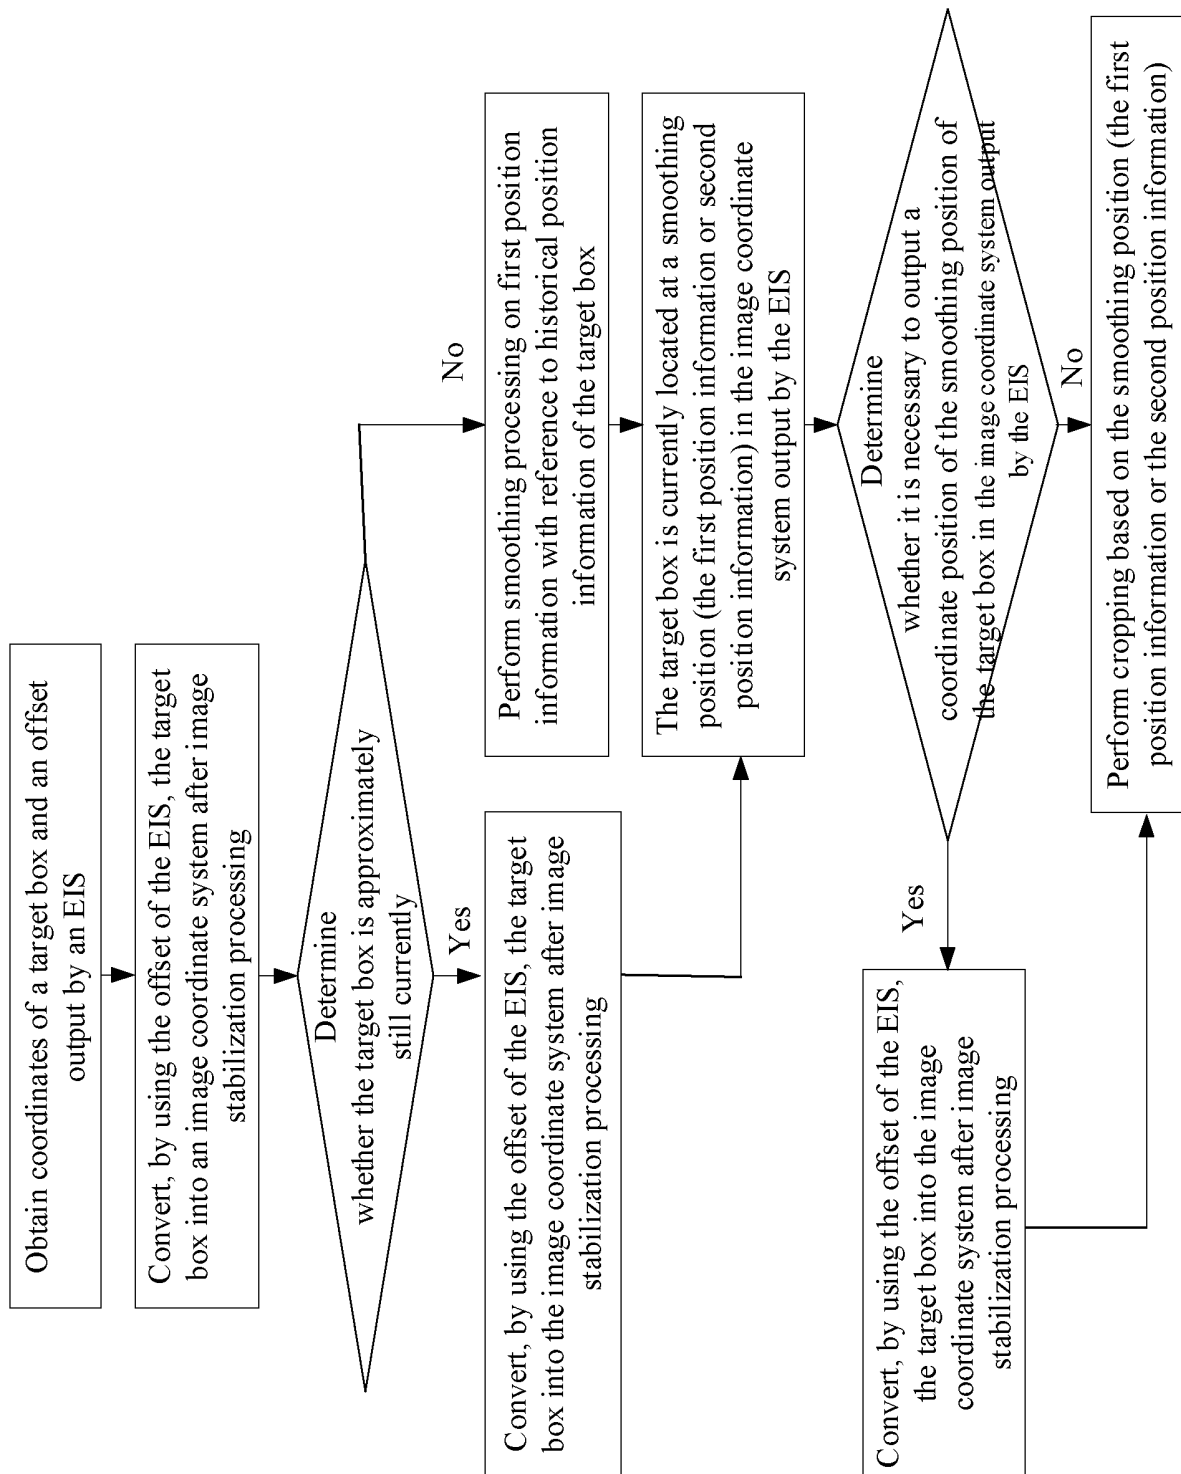 Obtain coordinates of a target box and an offset
output by an EIS
Convert, by using the offset of the EIS, the target
box into an image coordinate system after image
stabilization processing
Determine
whether the target box is approximately
still currently
Yes
No
Convert, by using the offset of the EIS, the target
box into the image coordinate system after image
stabilization processing
Perform smoothing processing on first position
information with reference to historical position
information of the target box
The target box is currently located at a smoothing
position (the first position information or second
position information) in the image coordinate
system output by the EIS
Determine
whether it is necessary to output a
coordinate position of the smoothing position of
the target box in the image coordinate system output
by the EIS
Yes
No
Convert, by using the offset of the EIS,
the target box into the image
coordinate system after image
stabilization processing
Perform cropping based on the smoothing position (the first
position information or the second position information)